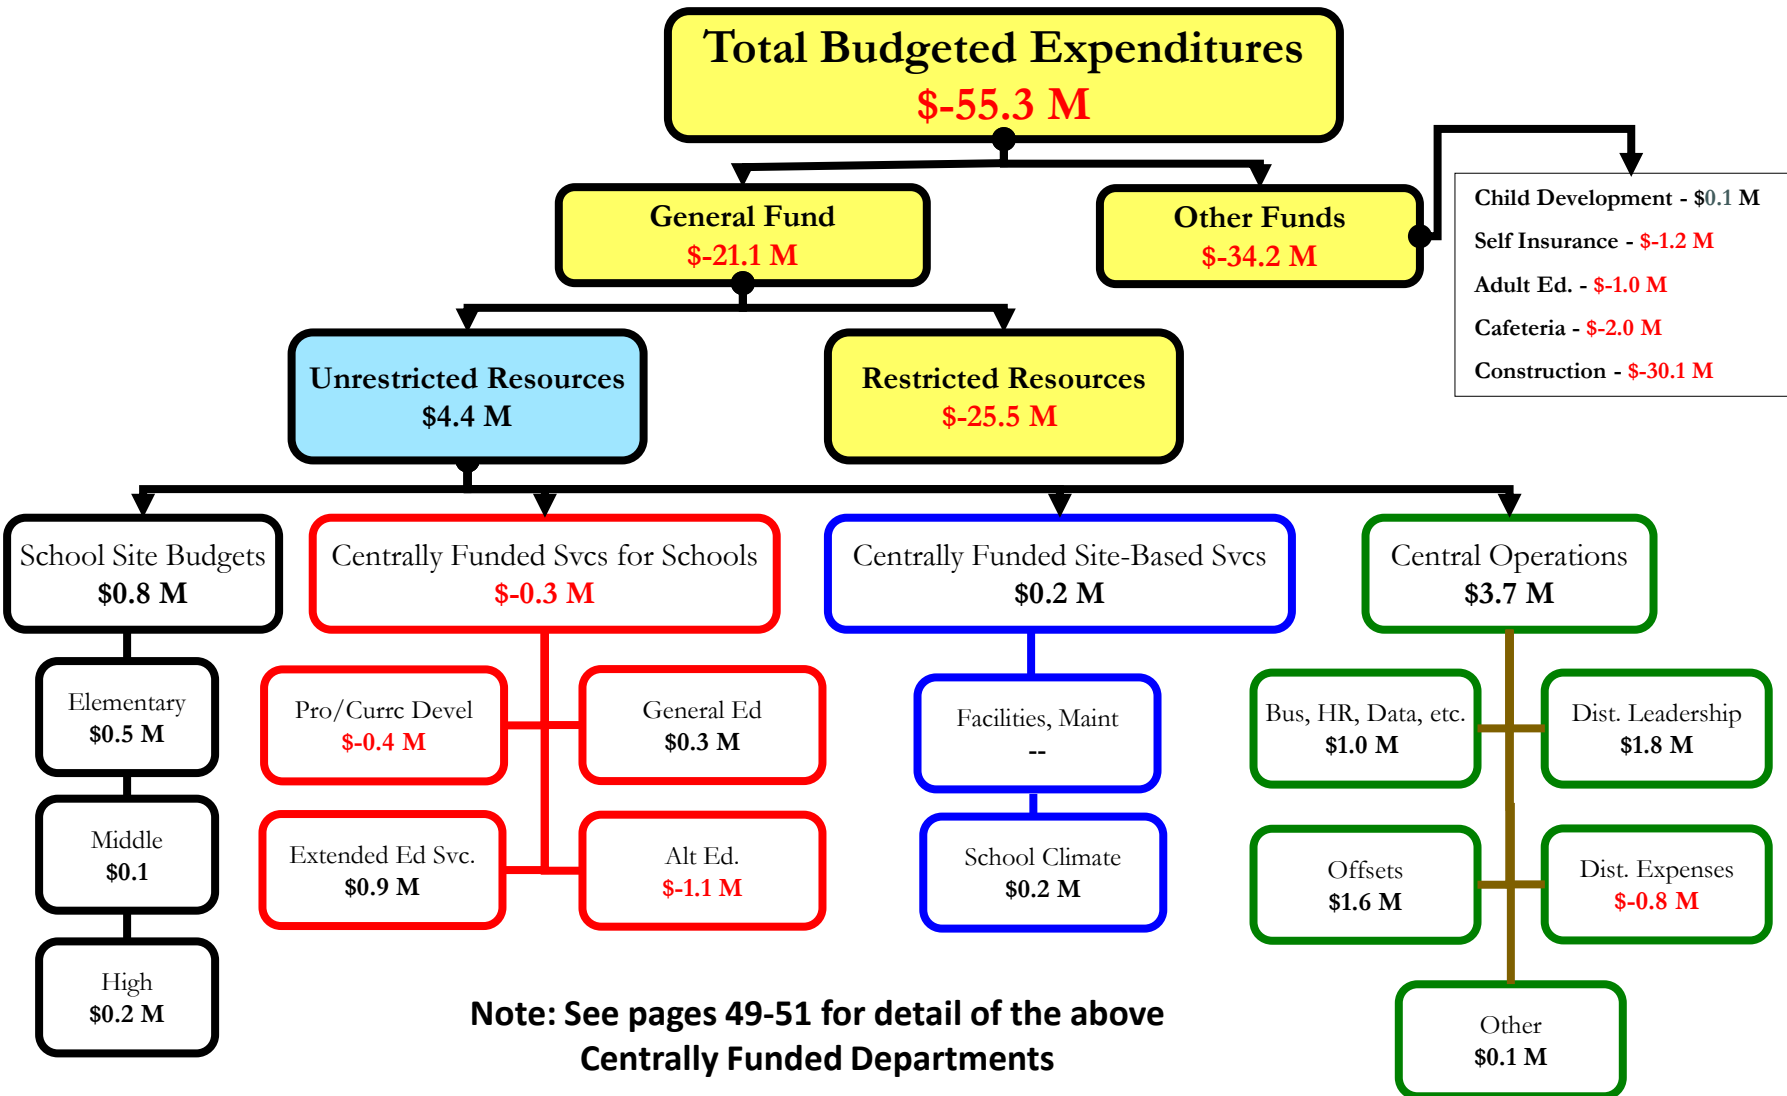 Total Budgeted Expenditures
$-55.3 M
General Fund
$-21.1 M
Other Funds
$-34.2 M
Child Development - $0.1 M
Self Insurance - $-1.2 M
Adult Ed. - $-1.0 M
Cafeteria - $-2.0 M
Construction - $-30.1 M
Unrestricted Resources
$4.4 M
Restricted Resources
$-25.5 M
School Site Budgets
$0.8 M
Centrally Funded Svcs for Schools
$-0.3 M
Centrally Funded Site-Based Svcs
$0.2 M
Central Operations
$3.7 M
Elementary
$0.5 M
Middle
$0.1
High
$0.2 M
Pro/Currc Devel
$-0.4 M
General Ed
$0.3 M
Extended Ed Svc.
$0.9 M
Alt Ed.
$-1.1 M
Facilities, Maint
--
School Climate
$0.2 M
Bus, HR, Data, etc.
$1.0 M
Dist. Leadership
$1.8 M
Offsets
$1.6 M
Dist. Expenses
$-0.8 M
Other
$0.1 M
Note: See pages 49-51 for detail of the above
Centrally Funded Departments